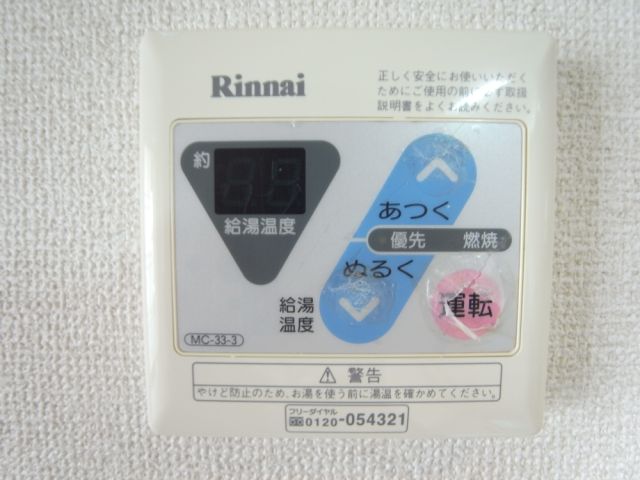 Rinnai
正しく安全にお使いいただく
ためにご使用の前に必ず取扱
説明書をよくお読みください。
約
給湯温度
あつく
優先 燃焼
ぬるく
給湯
温度
運転
MC-33-3
⚠ 警告
やけど防止のため、お湯を使う前に湯温を確かめてください。
フリーダイヤル
0120-054321